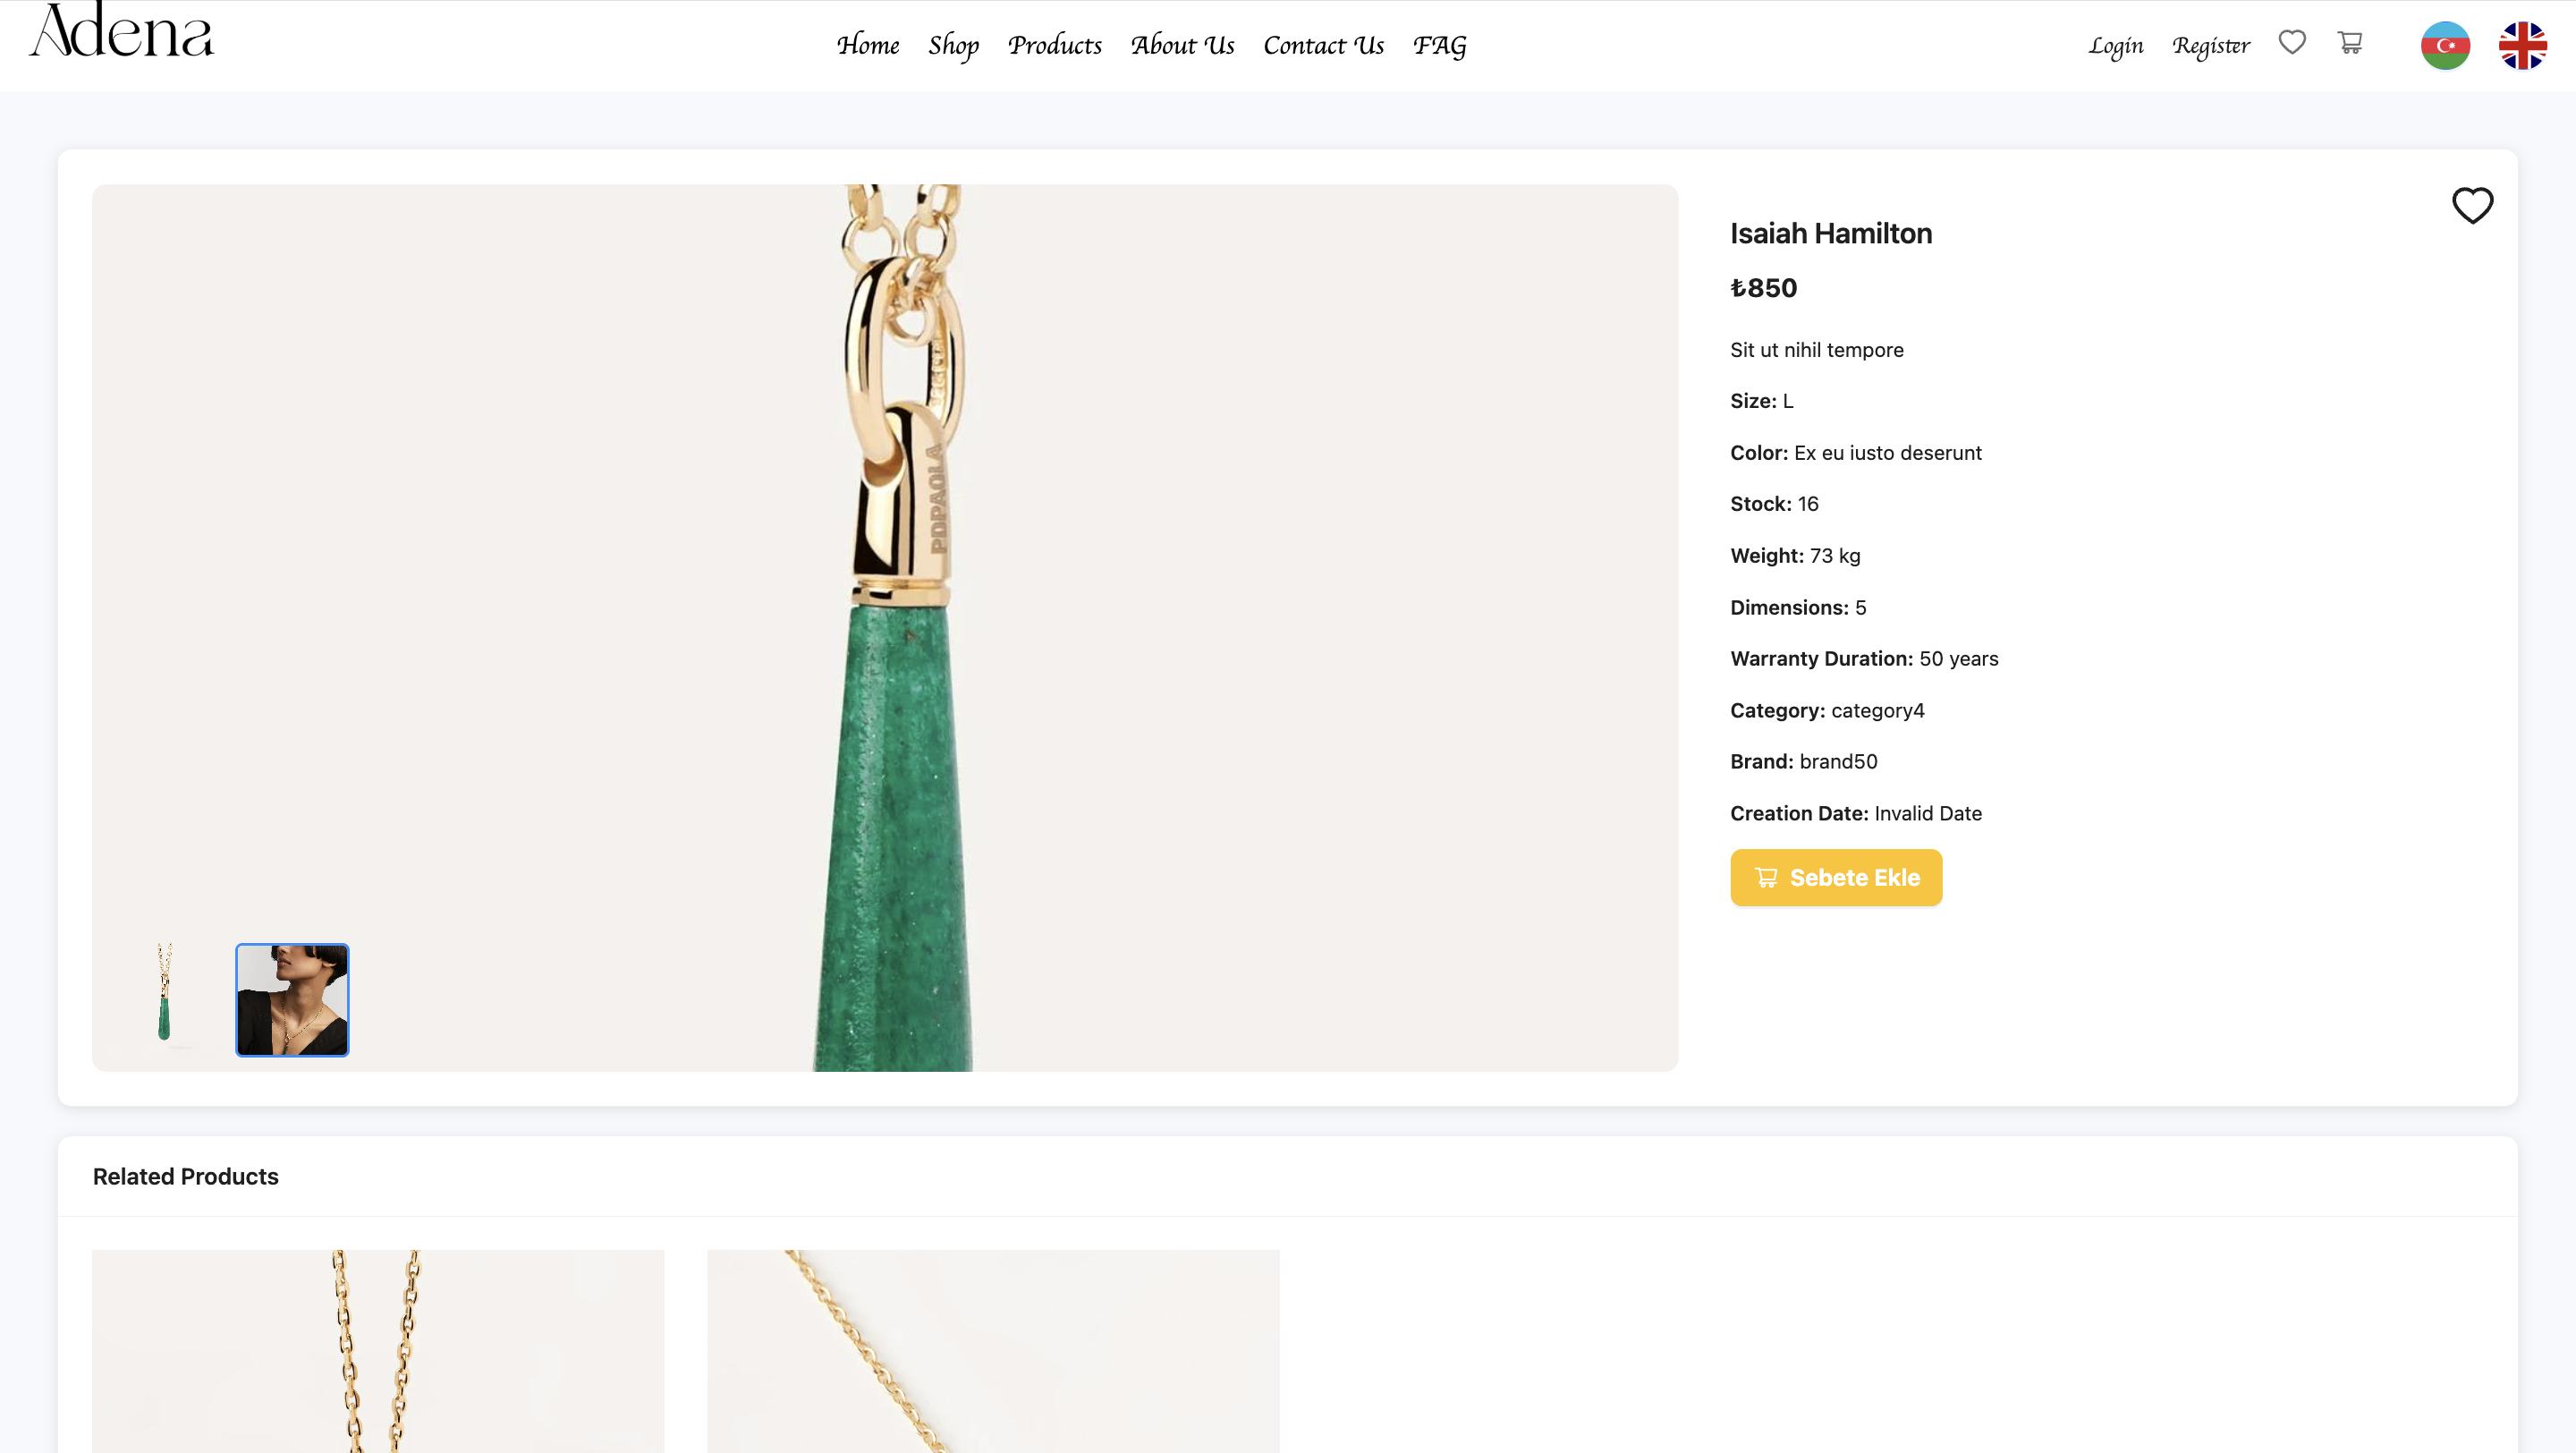 Adena
Home Shop Products About Us Contact Us FAG
Login Register
Isaiah Hamilton
₺850
Sit ut nihil tempore
Size: L
Color: Ex eu iusto deserunt
Stock: 16
Weight: 73 kg
Dimensions: 5
Warranty Duration: 50 years
Category: category4
Brand: brand50
Creation Date: Invalid Date
Sebete Ekle
PDPAOLA
Related Products